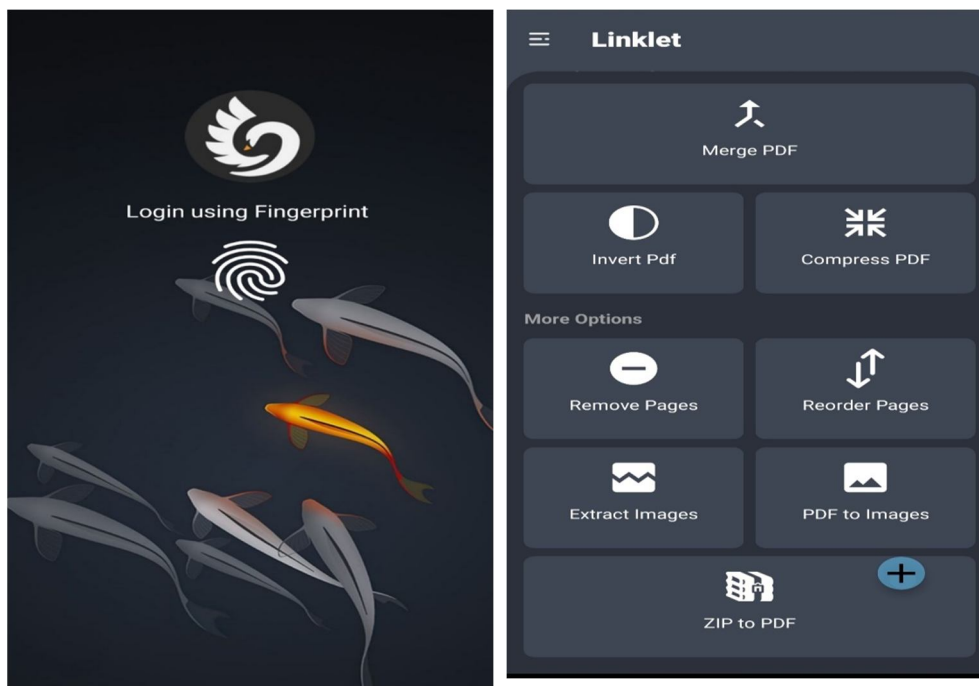 Login using Fingerprint
Linklet
Merge PDF
Invert Pdf
Compress PDF
More Options
Remove Pages
Reorder Pages
Extract Images
PDF to Images
ZIP to PDF